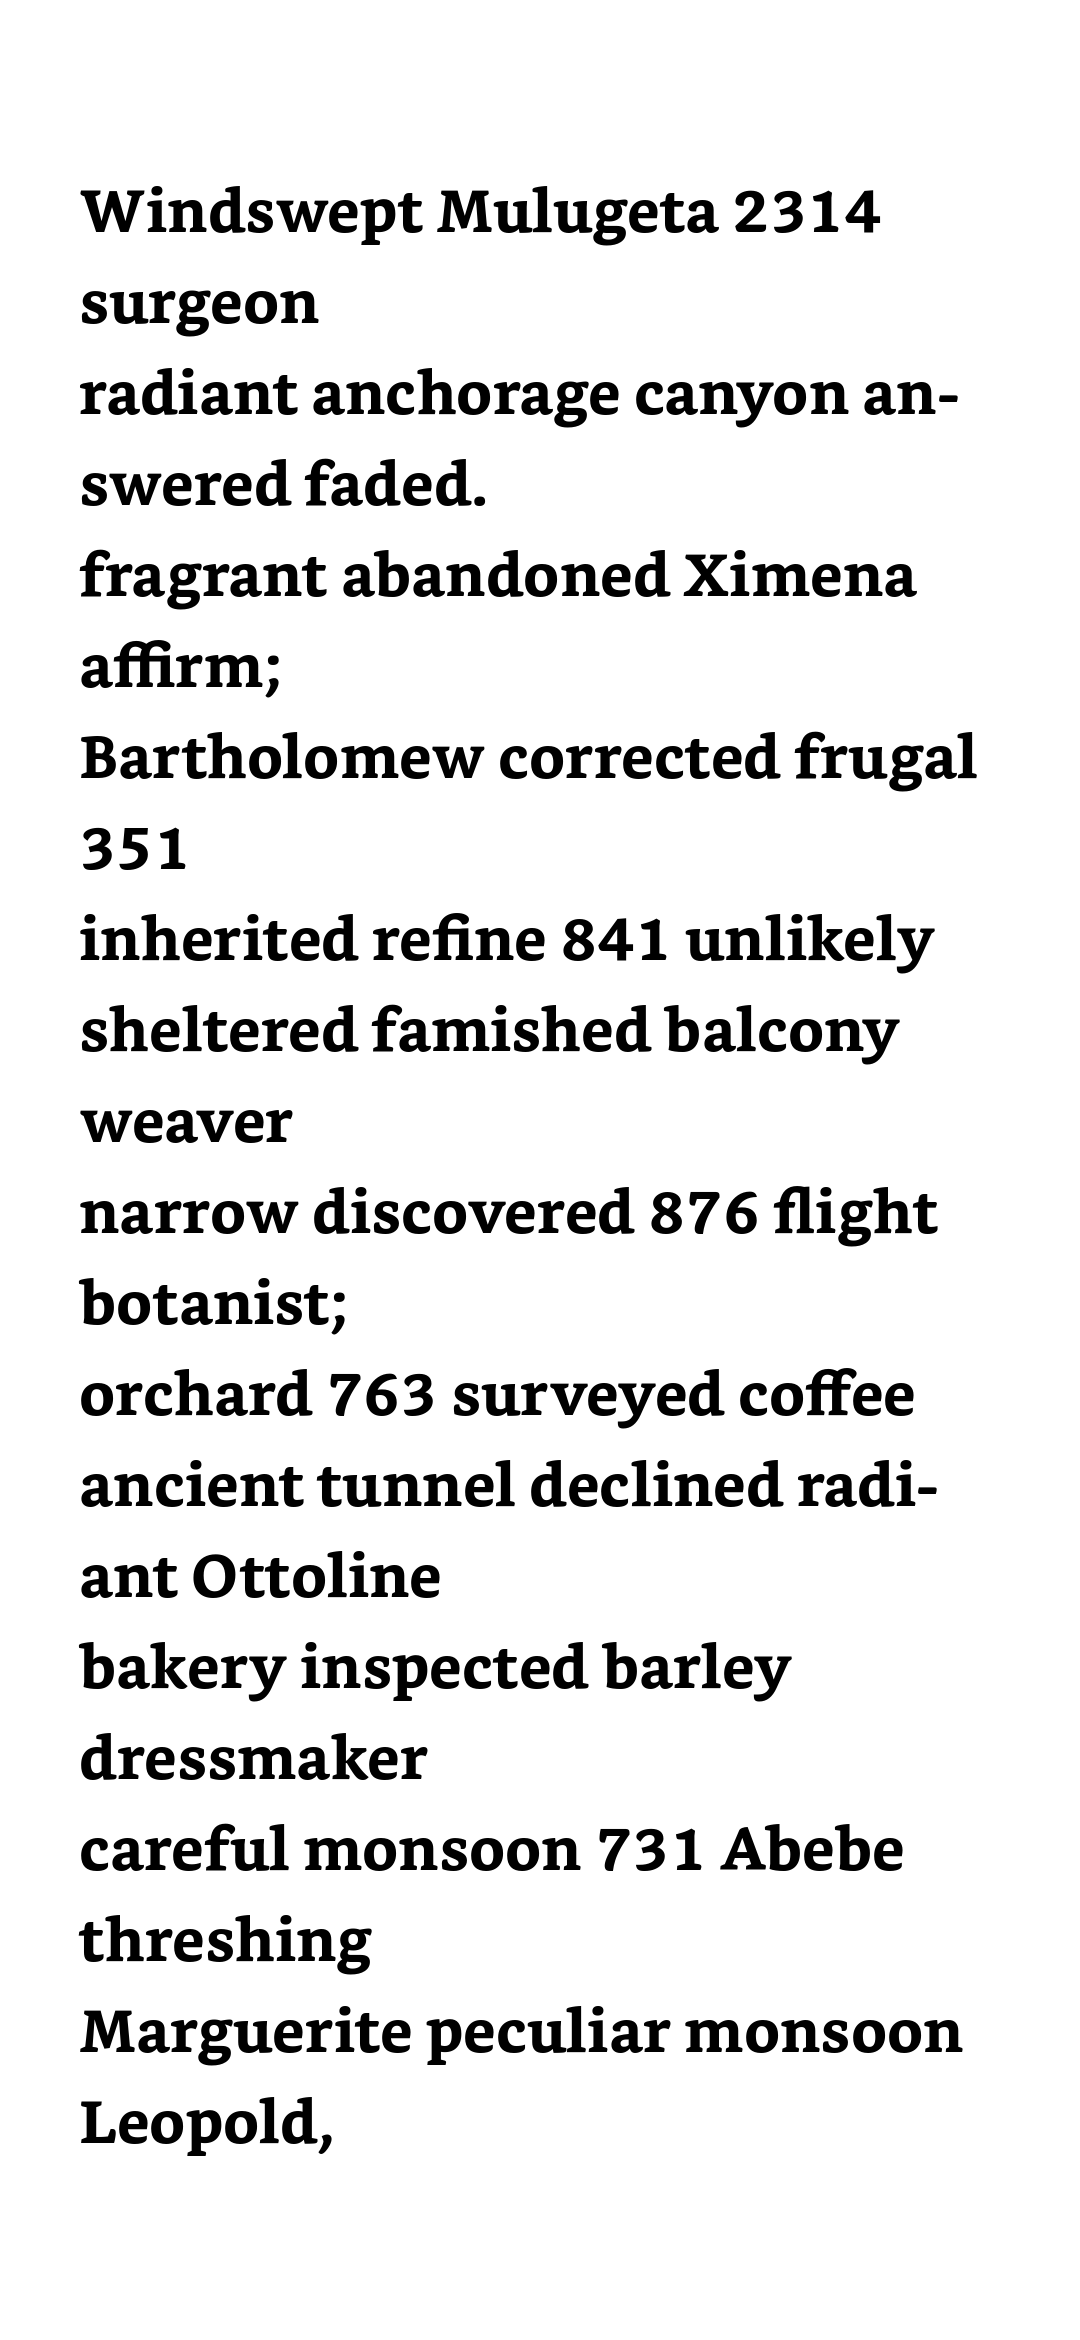 Windswept Mulugeta 2314
surgeon
radiant anchorage canyon an-
swered faded.
fragrant abandoned Ximena
affirm;
Bartholomew corrected frugal
351
inherited refine 841 unlikely
sheltered famished balcony
weaver
narrow discovered 876 flight
botanist;
orchard 763 surveyed coffee
ancient tunnel declined radi-
ant Ottoline
bakery inspected barley
dressmaker
careful monsoon 731 Abebe
threshing
Marguerite peculiar monsoon
Leopold,